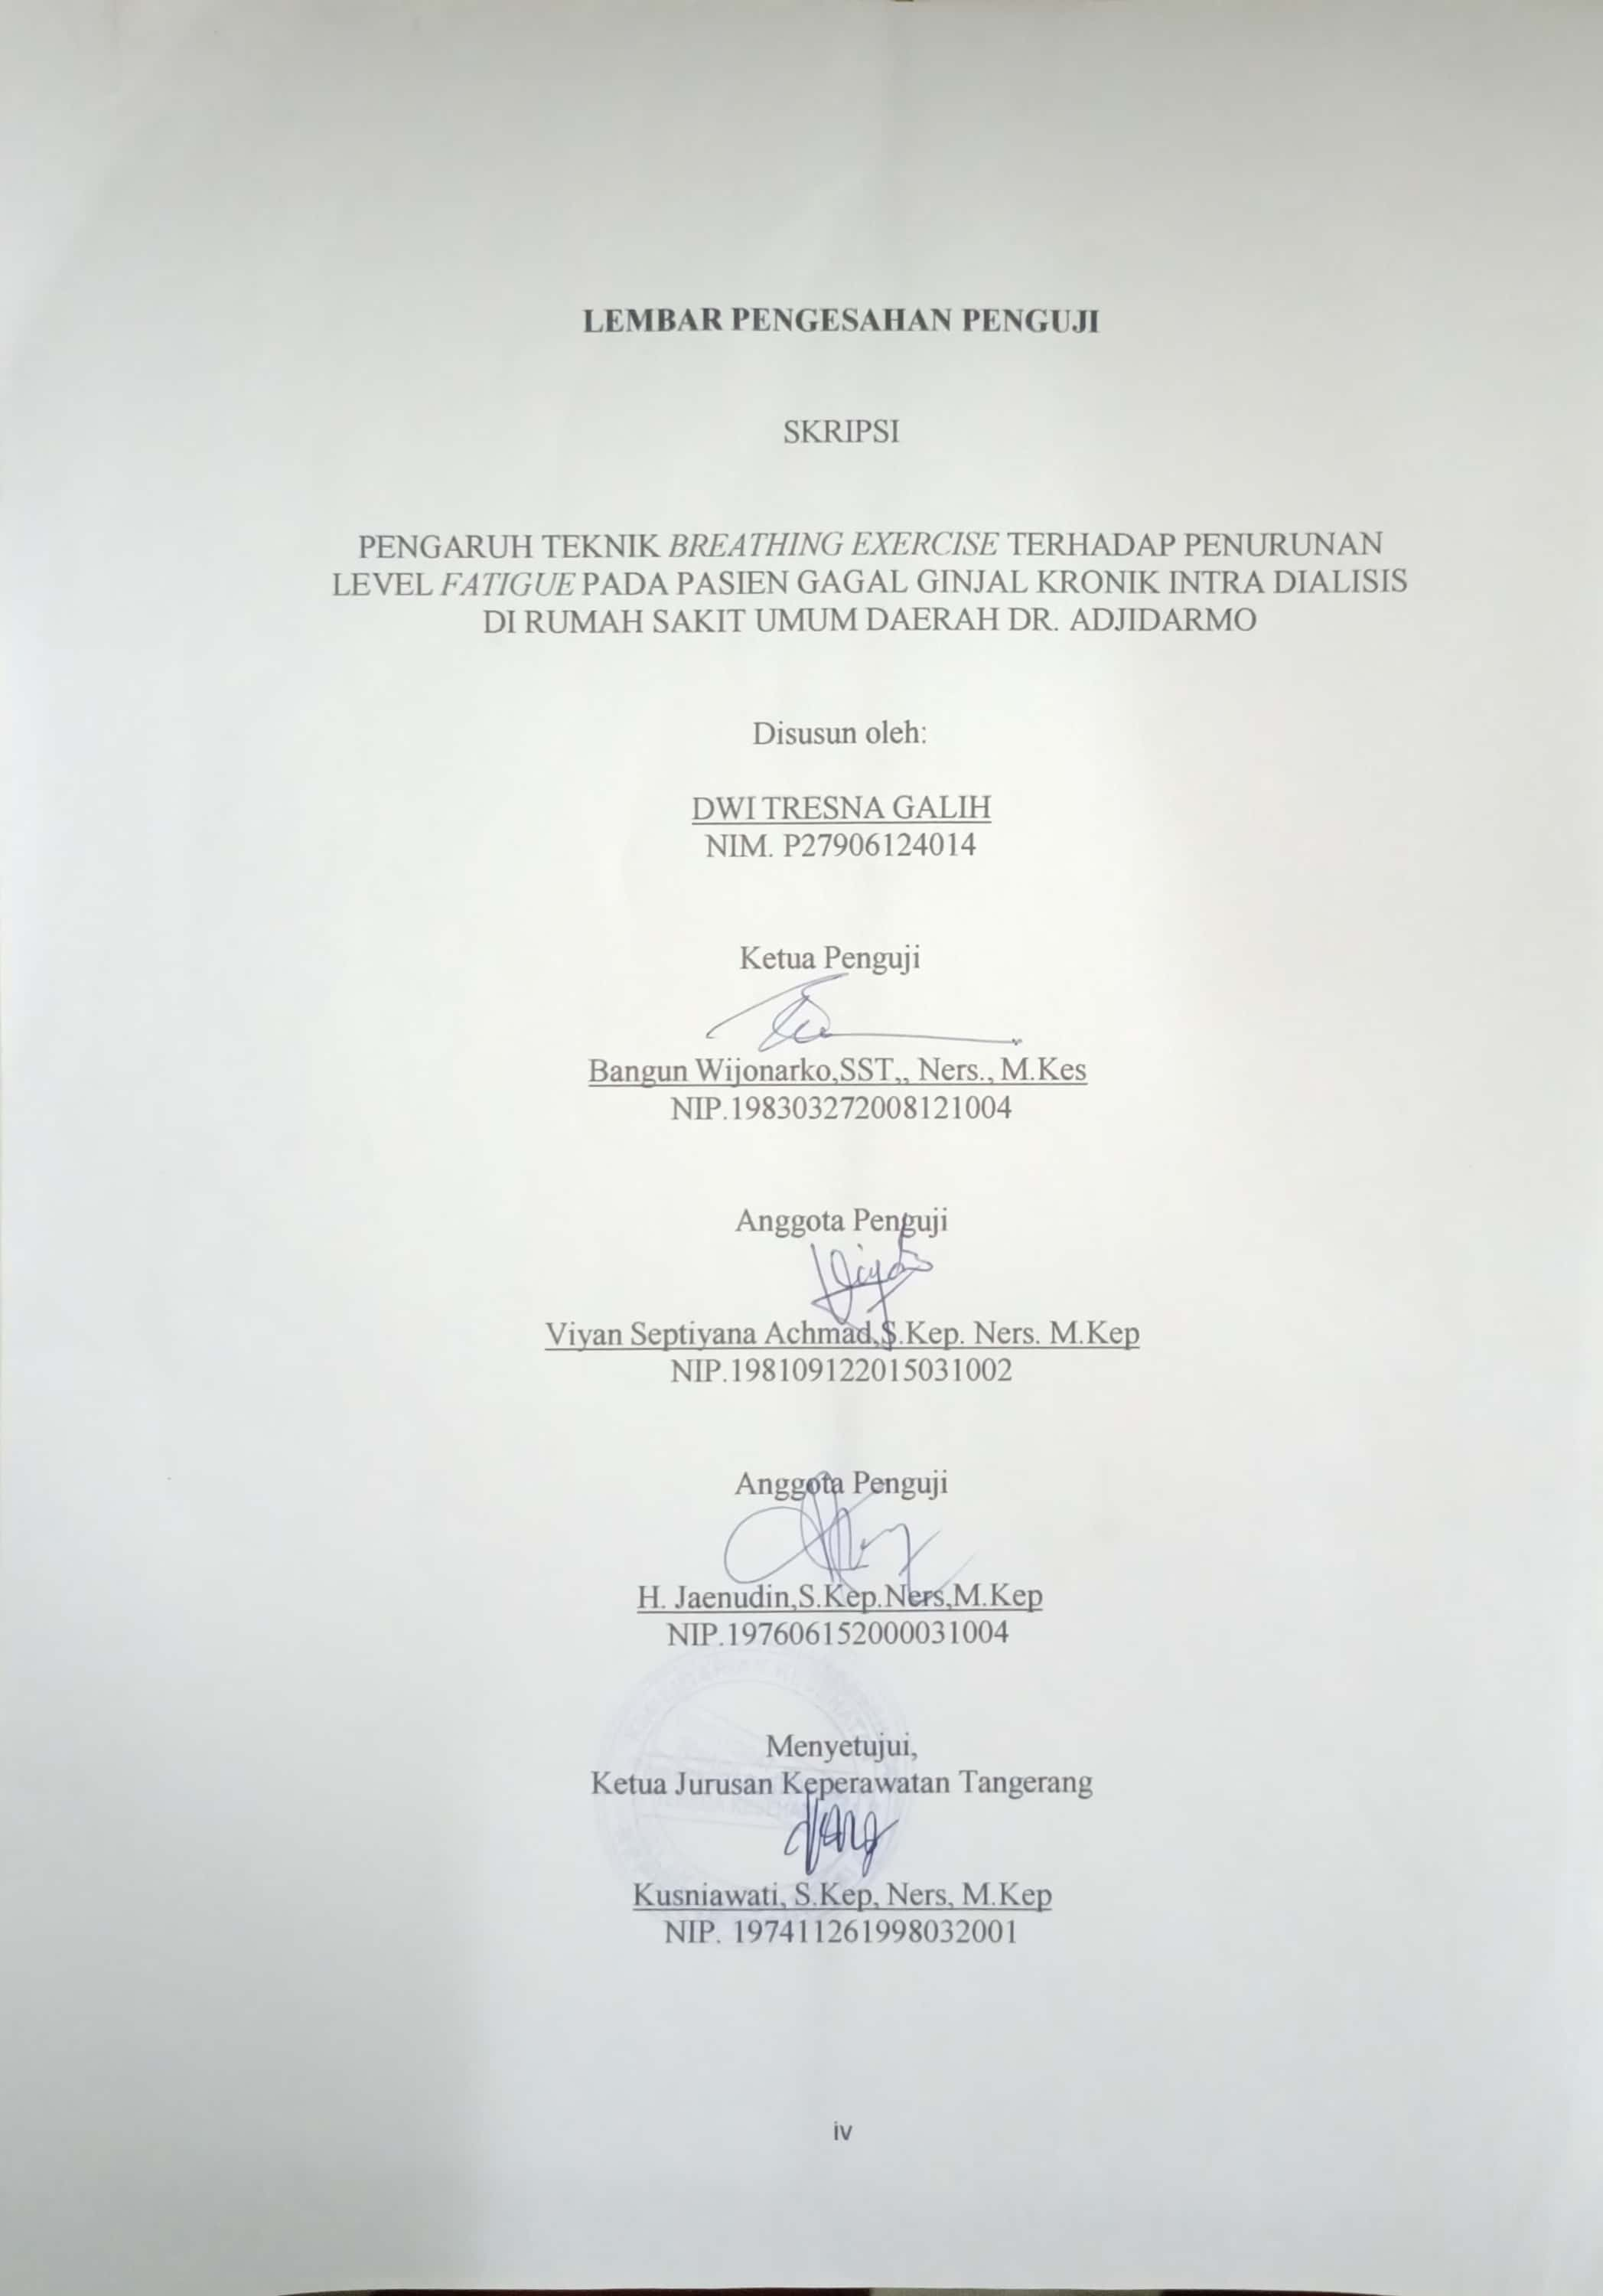 LEMBAR PENGESAHAN PENGUJI
SKRIPSI
PENGARUH TEKNIK BREATHING EXERCISE TERHADAP PENURUNAN
LEVEL FATIGUE PADA PASIEN GAGAL GINJAL KRONIK INTRA DIALISIS
DI RUMAH SAKIT UMUM DAERAH DR. ADJIDARMO
Disusun oleh:
DWI TRESNA GALIH
NIM. P27906124014
Ketua Penguji
Bangun Wijonarko,SST,, Ners., M.Kes
NIP.198303272008121004
Anggota Penguji
Viyan Septiyana Achmad,S.Kep. Ners. M.Kep
NIP.198109122015031002
Anggota Penguji
H. Jaenudin,S.Kep.Ners,M.Kep
NIP.197606152000031004
Menyetujui,
Ketua Jurusan Keperawatan Tangerang
Kusniawati, S.Kep, Ners, M.Kep
NIP. 197411261998032001
iv